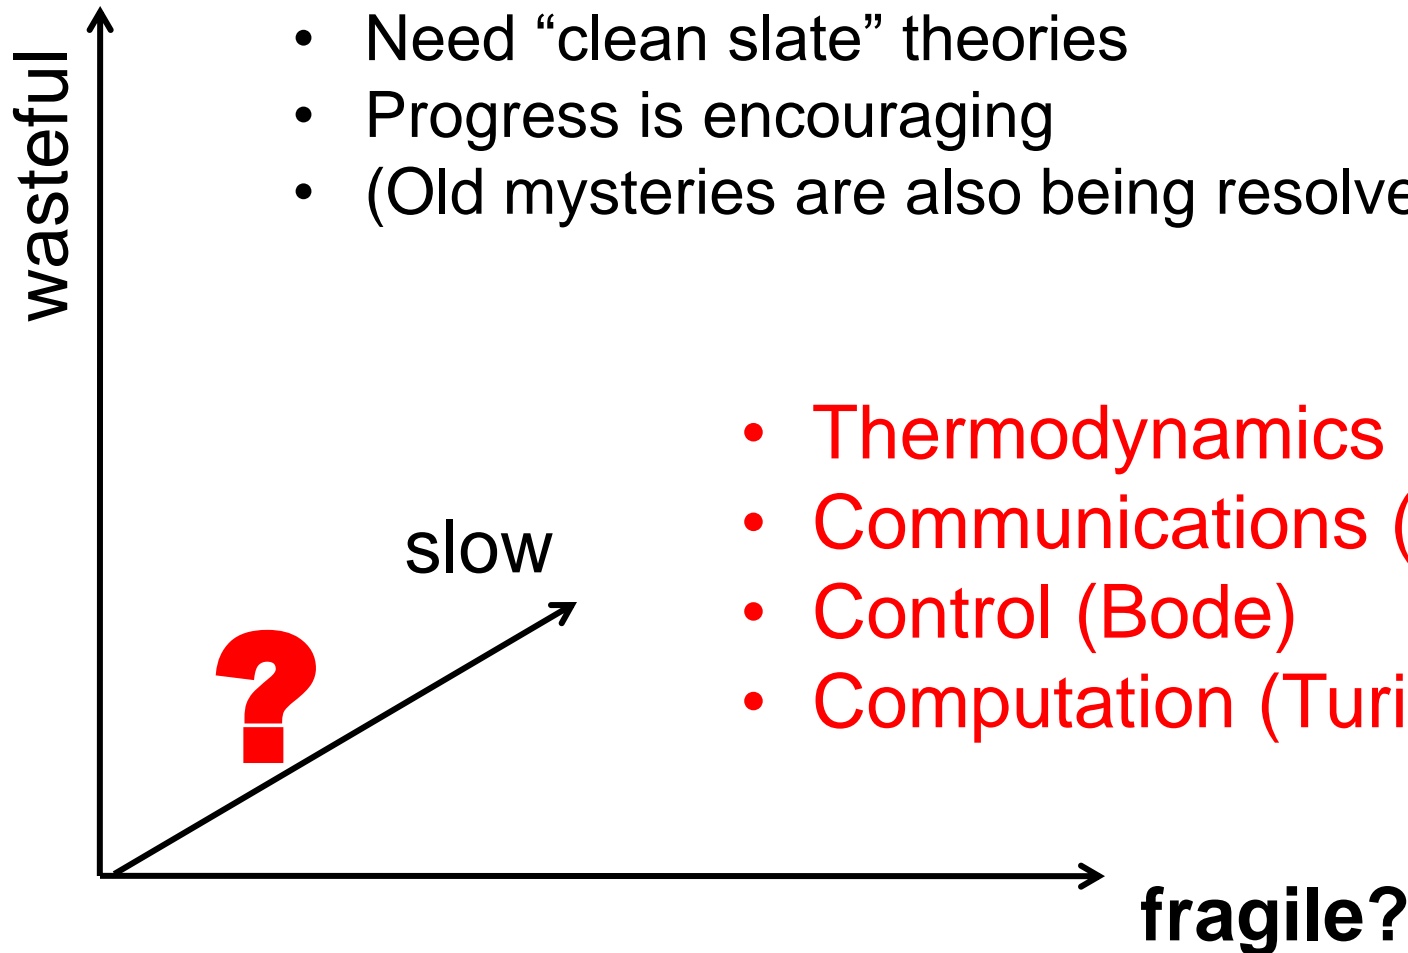 wasteful
• Need “clean slate” theories
• Progress is encouraging
• (Old mysteries are also being resolve
• Thermodynamics
• Communications (
slow
• Control (Bode)
?
• Computation (Turi
fragile?